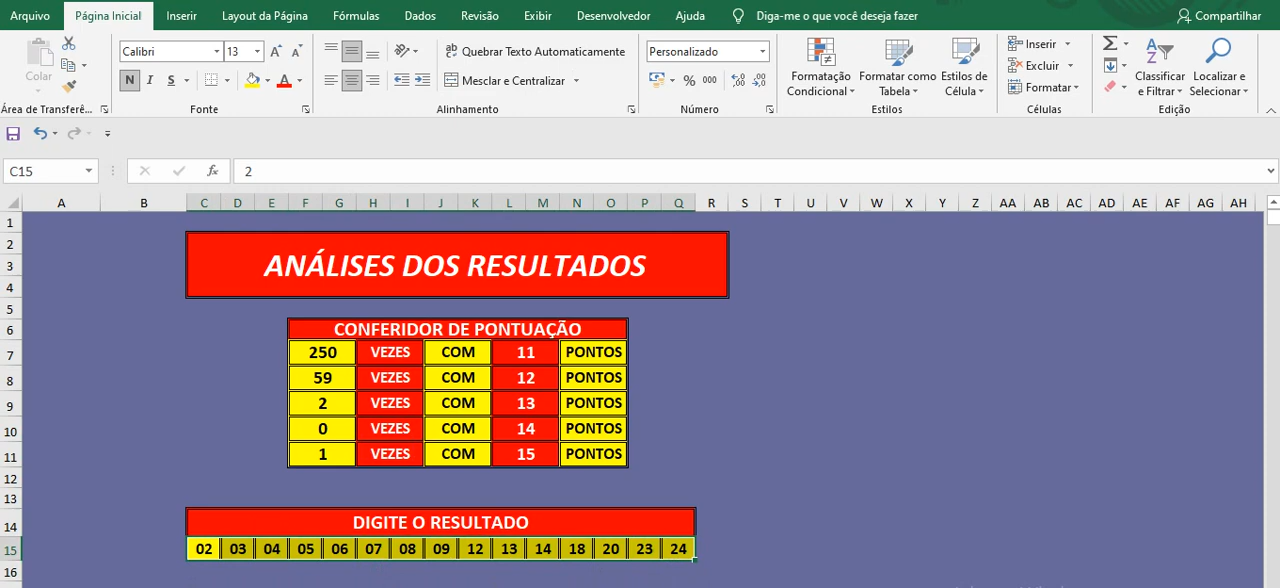 Arquivo Página Inicial Inserir Layout da Página Fórmulas Dados Revisão Exibir Desenvolvedor Ajuda Diga-me o que você deseja fazer Compartilhar
Colar Calibri 13 A A Quebrar Texto Automaticamente Personalizado Formatação Condicional Formatar como Tabela Estilos de Célula Inserir Classificar e Filtrar Localizar e Selecionar
Excluir
N I S A Mesclar e Centralizar % 000 Formatar
Área de Transferê... Fonte Alinhamento Número Estilos Células Edição
C15 fx 2
A B C D E F G H I J K L M N O P Q R S T U V W X Y Z AA AB AC AD AE AF AG AH
1
2
3 ANÁLISES DOS RESULTADOS
4
5
6 CONFERIDOR DE PONTUAÇÃO
7 250 VEZES COM 11 PONTOS
8 59 VEZES COM 12 PONTOS
9 2 VEZES COM 13 PONTOS
10 0 VEZES COM 14 PONTOS
11 1 VEZES COM 15 PONTOS
12
13
14 DIGITE O RESULTADO
15 02 03 04 05 06 07 08 09 12 13 14 18 20 23 24
16